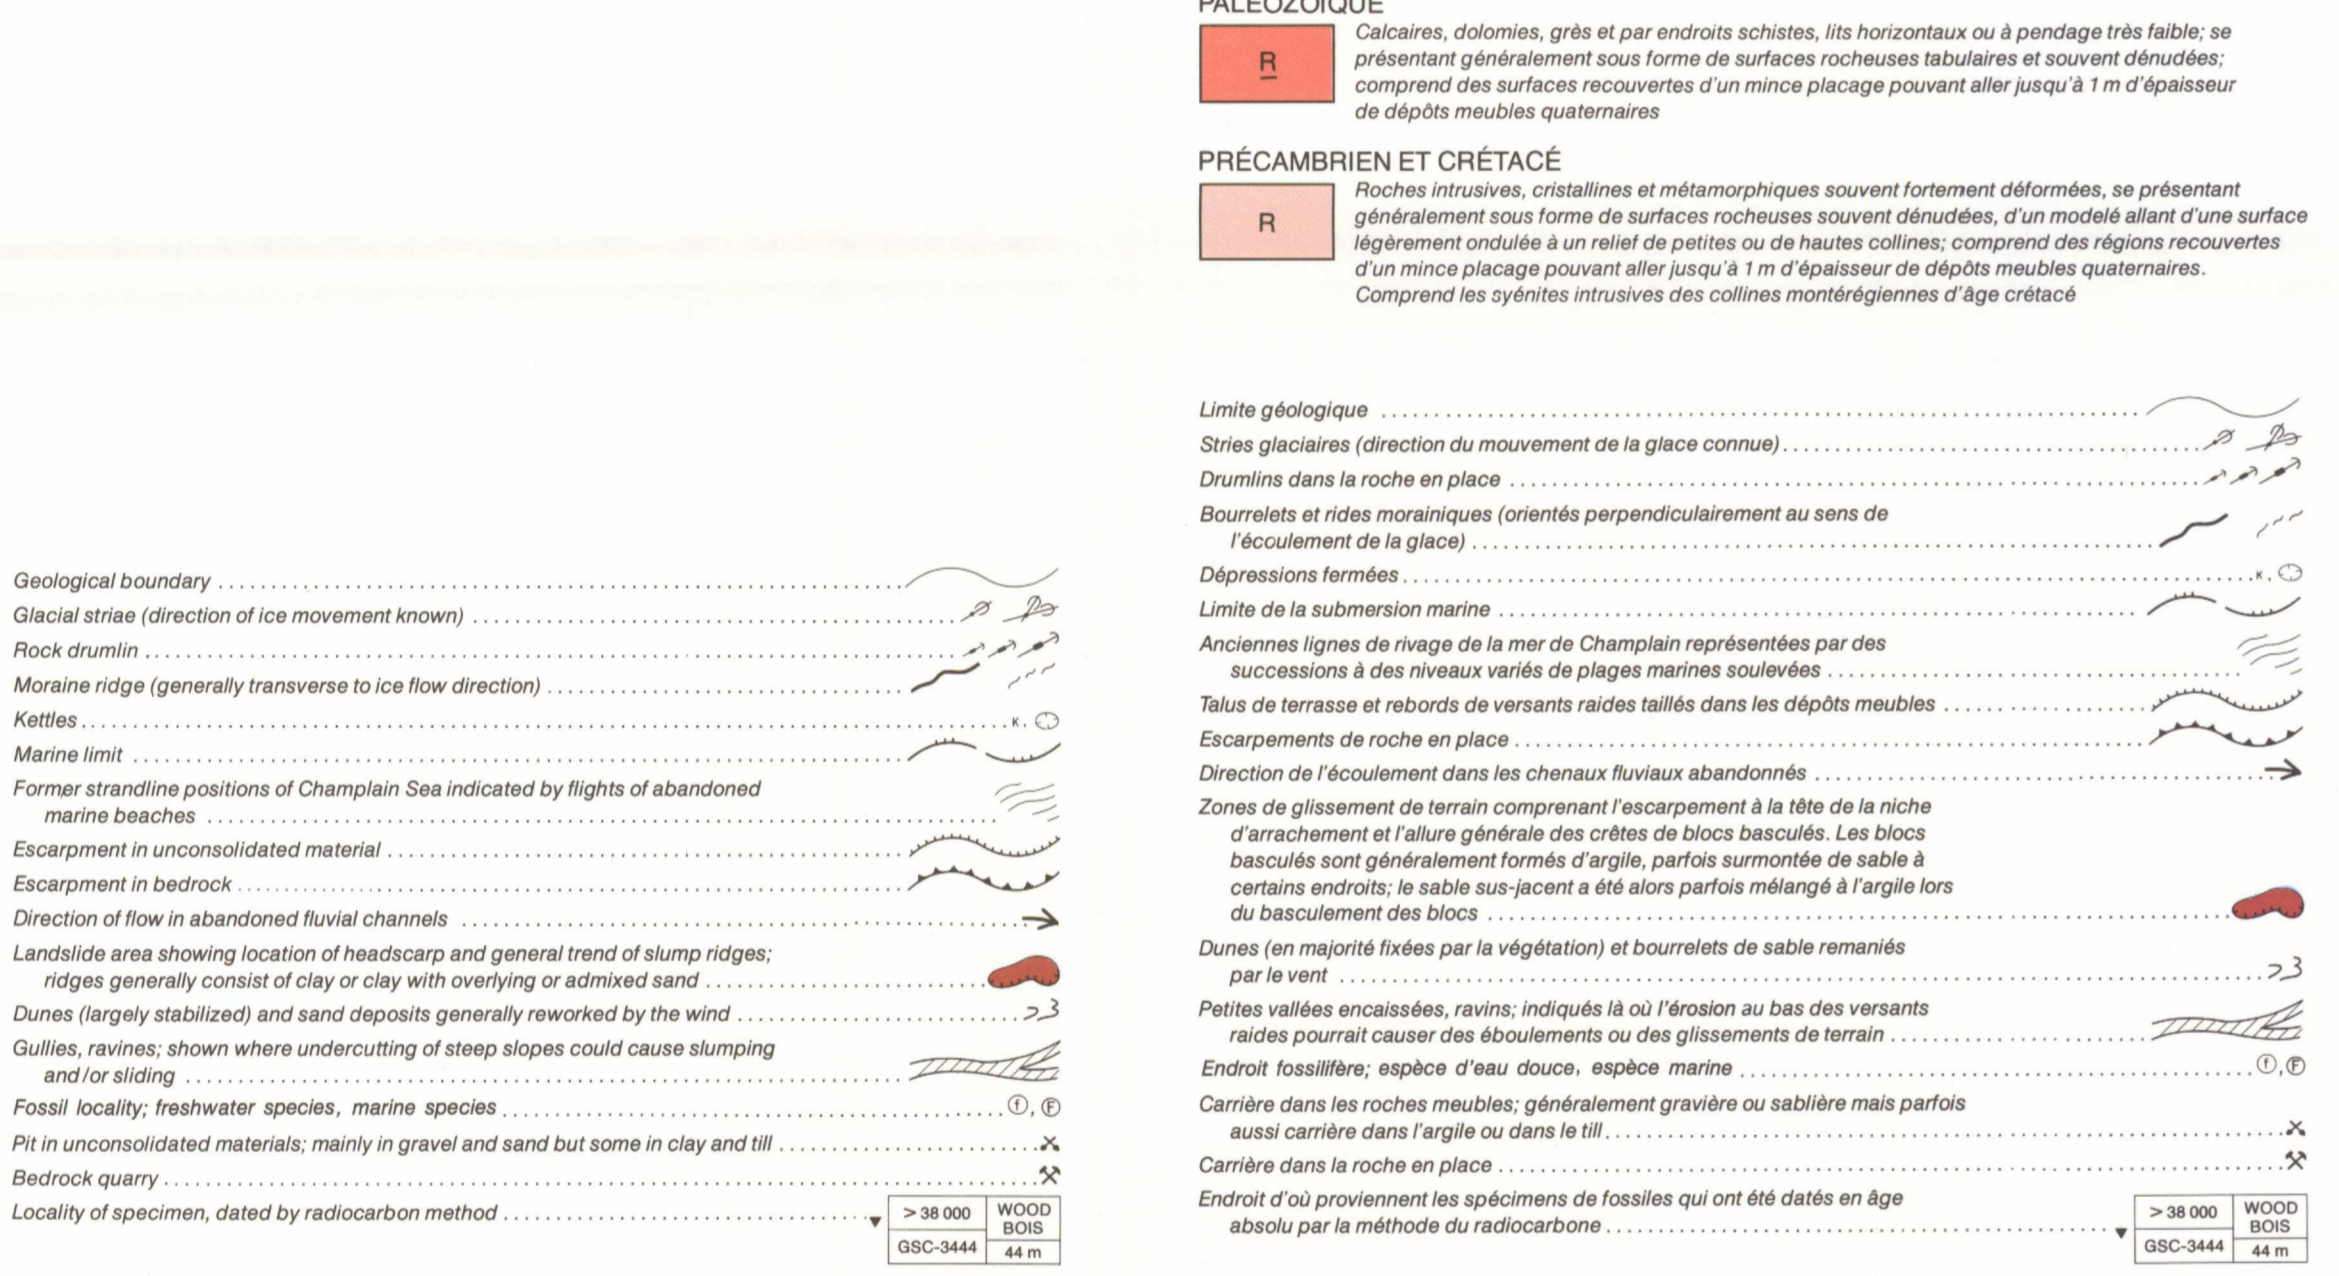 Geological boundary
Glacial striae (direction of ice movement known)
Rock drumlin
Moraine ridge (generally transverse to ice flow direction)
Kettles
K,
Marine limit
Former strandline positions of Champlain Sea indicated by flights of abandoned
marine beaches
Escarpment in unconsolidated material
Escarpment in bedrock
Direction of flow in abandoned fluvial channels
Landslide area showing location of headscarp and general trend of slump ridges;
ridges generally consist of clay or clay with overlying or admixed sand
Dunes (largely stabilized) and sand deposits generally reworked by the wind
Gullies, ravines; shown where undercutting of steep slopes could cause slumping
and/or sliding
Fossil locality; freshwater species, marine species
f, F
Pit in unconsolidated materials; mainly in gravel and sand but some in clay and till
Bedrock quarry
Locality of specimen, dated by radiocarbon method
> 38 000
WOOD
BOIS
GSC-3444
44 m
PALÉOZOÏQUE
R
Calcaires, dolomies, grès et par endroits schistes, lits horizontaux ou à pendage très faible; se
présentant généralement sous forme de surfaces rocheuses tabulaires et souvent dénudées;
comprend des surfaces recouvertes d'un mince placage pouvant aller jusqu'à 1 m d'épaisseur
de dépôts meubles quaternaires
PRÉCAMBRIEN ET CRÉTACÉ
R
Roches intrusives, cristallines et métamorphiques souvent fortement déformées, se présentant
généralement sous forme de surfaces rocheuses souvent dénudées, d'un modelé allant d'une surface
légèrement ondulée à un relief de petites ou de hautes collines; comprend des régions recouvertes
d'un mince placage pouvant aller jusqu'à 1 m d'épaisseur de dépôts meubles quaternaires.
Comprend les syénites intrusives des collines montérégiennes d'âge crétacé
Limite géologique
Stries glaciaires (direction du mouvement de la glace connue)
Drumlins dans la roche en place
Bourrelets et rides morainiques (orientés perpendiculairement au sens de
l'écoulement de la glace)
Dépressions fermées
K,
Limite de la submersion marine
Anciennes lignes de rivage de la mer de Champlain représentées par des
successions à des niveaux variés de plages marines soulevées
Talus de terrasse et rebords de versants raides taillés dans les dépôts meubles
Escarpements de roche en place
Direction de l'écoulement dans les chenaux fluviaux abandonnés
Zones de glissement de terrain comprenant l'escarpement à la tête de la niche
d'arrachement et l'allure générale des crêtes de blocs basculés. Les blocs
basculés sont généralement formés d'argile, parfois surmontée de sable à
certains endroits; le sable sus-jacent a été alors parfois mélangé à l'argile lors
du basculement des blocs
Dunes (en majorité fixées par la végétation) et bourrelets de sable remaniés
par le vent
Petites vallées encaissées, ravins; indiqués là où l'érosion au bas des versants
raides pourrait causer des éboulements ou des glissements de terrain
Endroit fossilifère; espèce d'eau douce, espèce marine
f, F
Carrière dans les roches meubles; généralement gravière ou sablière mais parfois
aussi carrière dans l'argile ou dans le till
Carrière dans la roche en place
Endroit d'où proviennent les spécimens de fossiles qui ont été datés en âge
absolu par la méthode du radiocarbone
> 38 000
WOOD
BOIS
GSC-3444
44 m